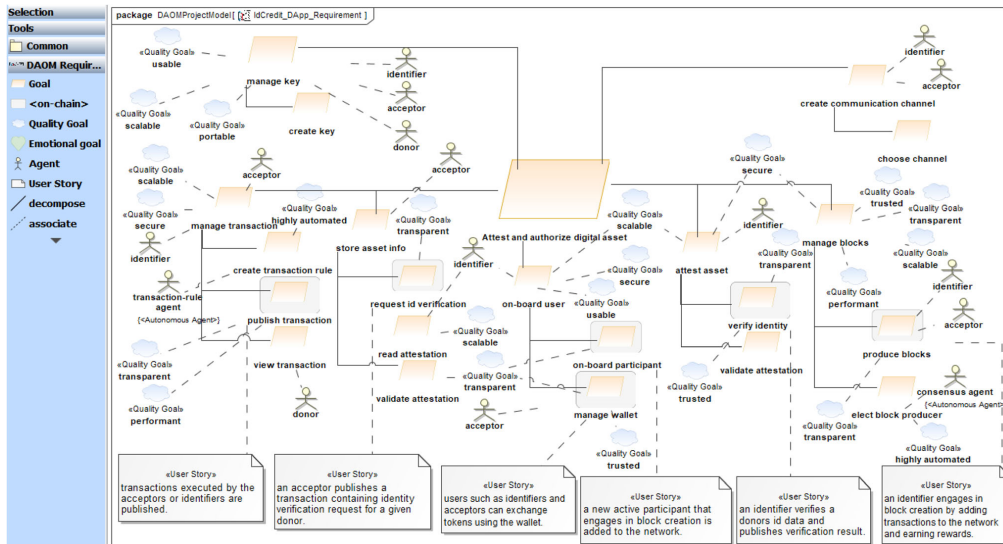 Selection
Tools
Common
DAOM Requir...
Goal
<on-chain>
Quality Goal
Emotional goal
Agent
User Story
decompose
associate
package DAOMProjectModel[ IdCredit_DApp_Requirement ]
«Quality Goal»
usable
manage key
identifier
acceptor
donor
«Quality Goal»
scalable
«Quality Goal»
portable
create key
identifier
acceptor
create communication channel
choose channel
«Quality Goal»
scalable
acceptor
acceptor
«Quality Goal»
secure
«Quality Goal»
secure
manage transaction
identifier
«Quality Goal»
highly automated
store asset info
«Quality Goal»
transparent
Attest and authorize digital asset
«Quality Goal»
scalable
identifier
attest asset
«Quality Goal»
trusted
«Quality Goal»
transparent
manage blocks
create transaction rule
transaction-rule
agent
{<Autonomous Agent>}
publish transaction
request id verification
identifier
on-board user
«Quality Goal»
secure
«Quality Goal»
usable
«Quality Goal»
transparent
verify identity
«Quality Goal»
performant
«Quality Goal»
scalable
identifier
acceptor
produce blocks
«Quality Goal»
transparent
«Quality Goal»
performant
view transaction
donor
read attestation
«Quality Goal»
scalable
validate attestation
«Quality Goal»
transparent
acceptor
on-board participant
manage wallet
«Quality Goal»
trusted
«Quality Goal»
trusted
validate attestation
consensus agent
{<Autonomous Agent>}
elect block producer
«Quality Goal»
transparent
«Quality Goal»
highly automated
«User Story»
transactions executed by the
acceptors or identifiers are
published.
«User Story»
an acceptor publishes a
transaction containing identity
verification request for a given
donor.
«User Story»
users such as identifiers and
acceptors can exchange
tokens using the wallet.
«User Story»
a new active participant that
engages in block creation is
added to the network.
«User Story»
an identifier verifies a
donors id data and
publishes verification result.
«User Story»
an identifier engages in
block creation by adding
transactions to the network
and earning rewards.